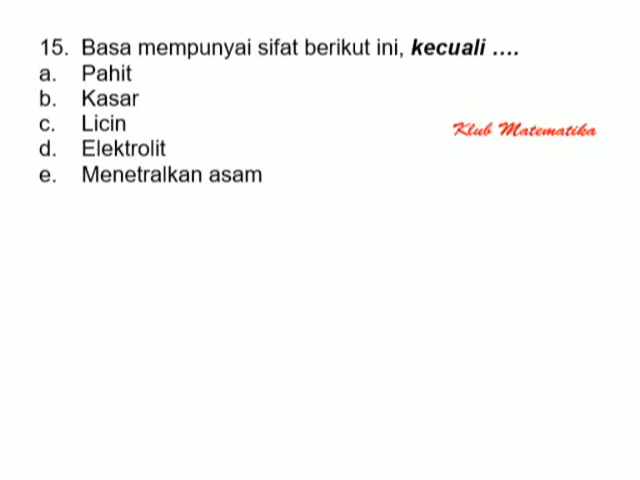 15. Basa mempunyai sifat berikut ini, kecuali ....
a. Pahit
b. Kasar
c. Licin
Klub Matematika
d. Elektrolit
e. Menetralkan asam